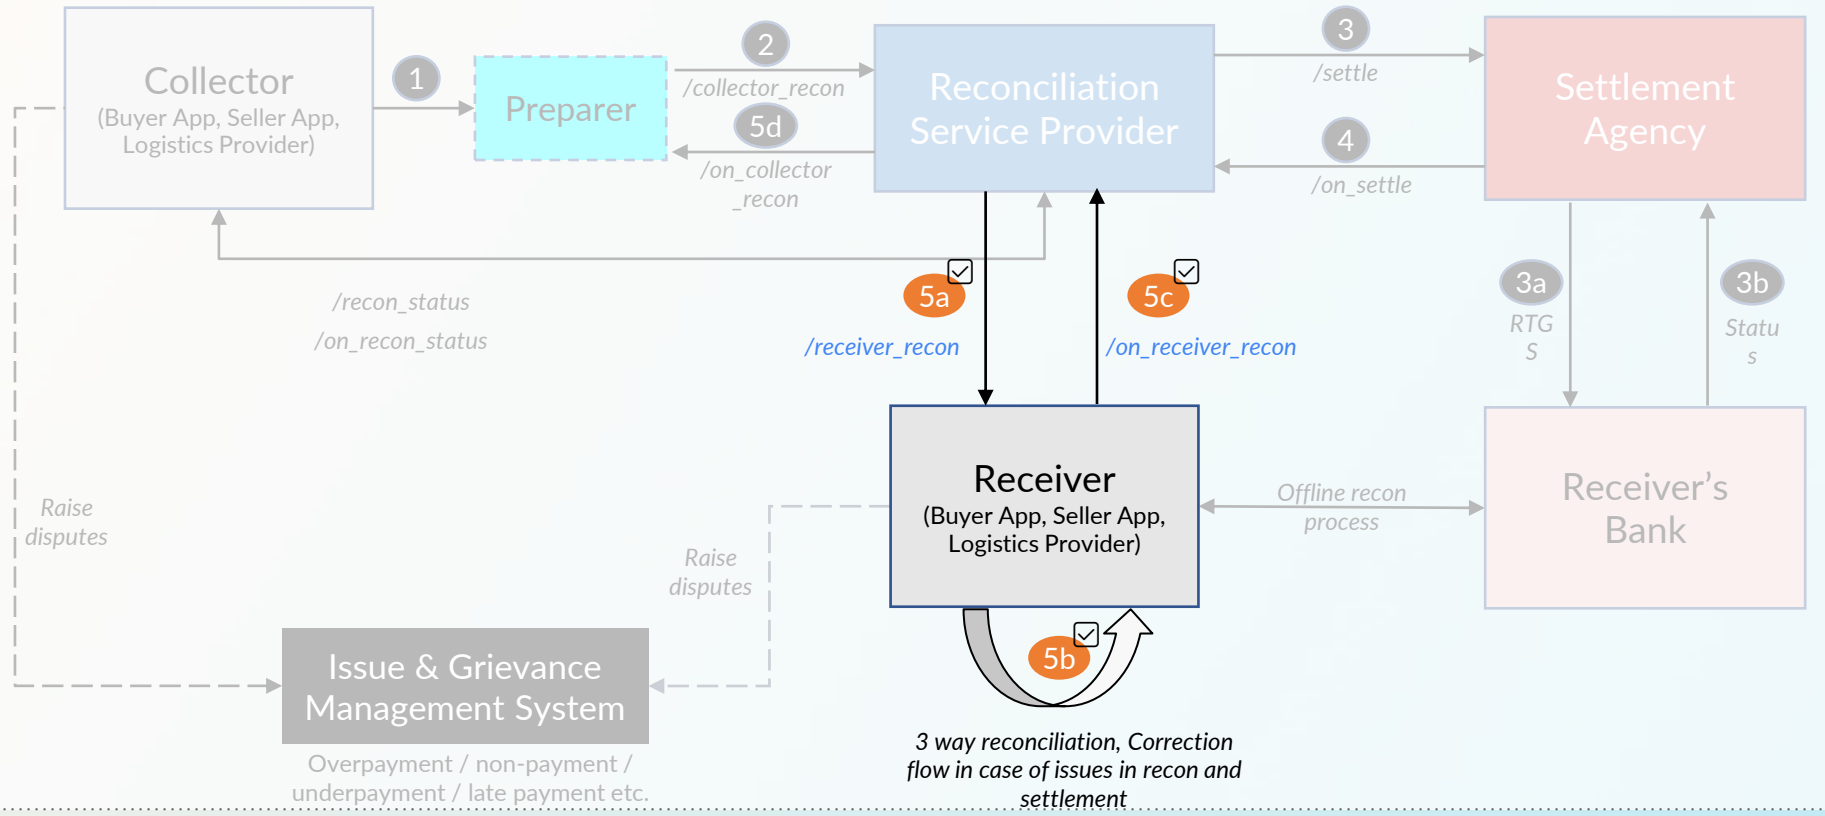 Collector
(Buyer App, Seller App,
Logistics Provider)
1
Preparer
2
/collector_recon
5d
/on_collector
_recon
Reconciliation
Service Provider
3
/settle
4
/on_settle
Settlement
Agency
/recon_status
/on_recon_status
5a
/receiver_recon
5c
/on_receiver_recon
3a
RTG
S
3b
Statu
s
Raise
disputes
Receiver
(Buyer App, Seller App,
Logistics Provider)
Offline recon
process
Receiver’s
Bank
Raise
disputes
5b
Issue & Grievance
Management System
Overpayment / non-payment /
underpayment / late payment etc.
3 way reconciliation, Correction
flow in case of issues in recon and
settlement